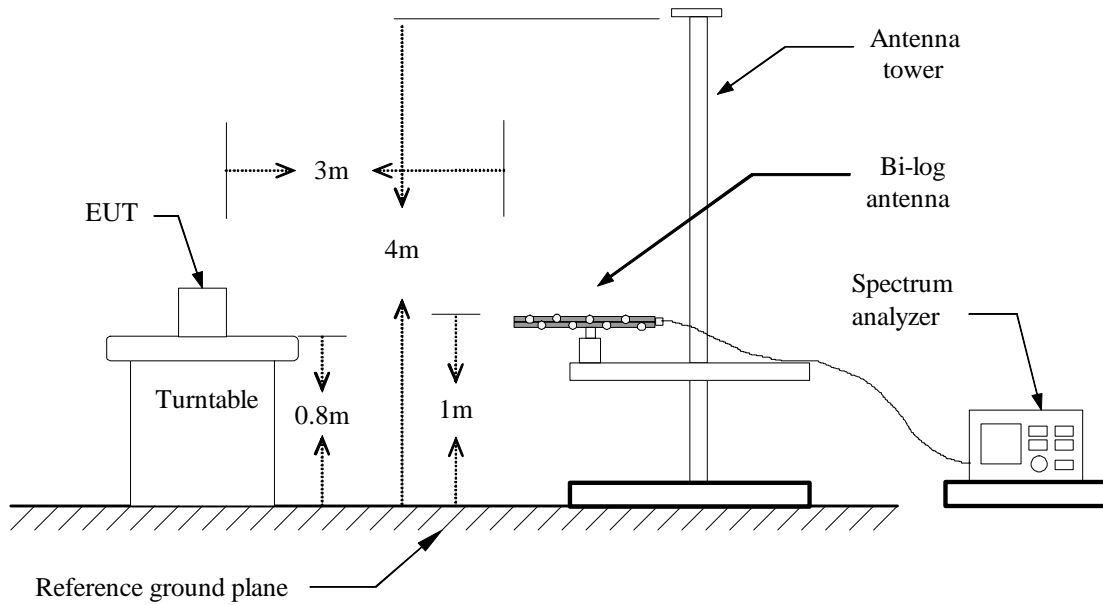 Antenna
tower
3m
Bi-log
antenna
EUT
4m
Spectrum
analyzer
Turntable
0.8m
1m
Reference ground plane